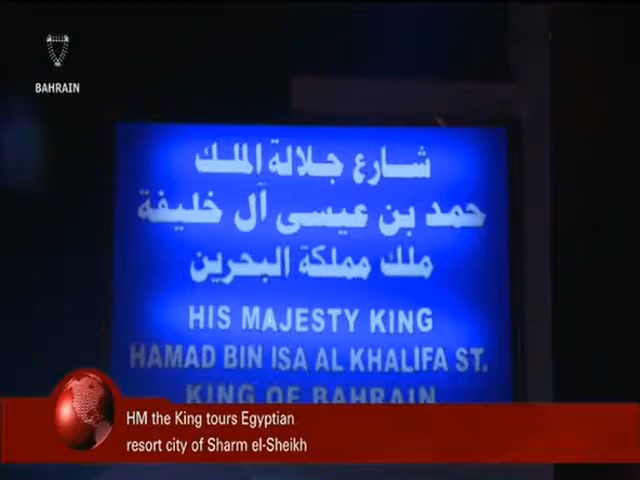 BAHRAIN
شارع جلالة الملك
حمد بن عيسى آل خليفة
ملك مملكة البحرين
HIS MAJESTY KING
HAMAD BIN ISA AL KHALIFA ST.
KING OF BAHRAIN
HM the King tours Egyptian
resort city of Sharm el-Sheikh